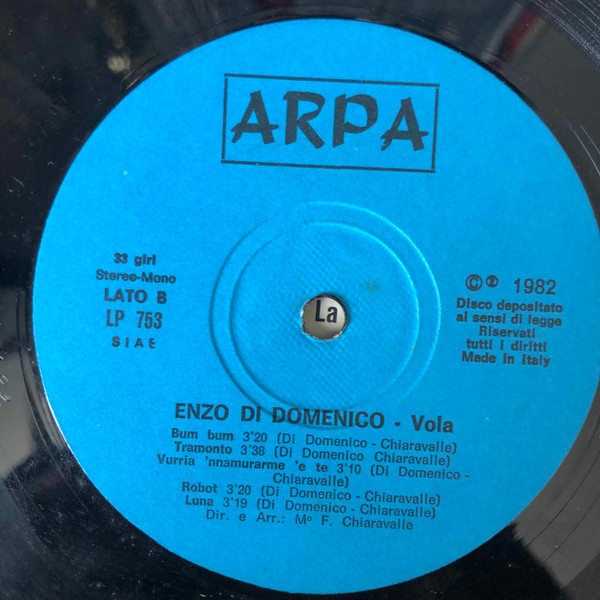 ARPA
33 giri
Stereo-Mono
LATO B
LP 753
SIAE
La
© ℗ 1982
Disco depositato
ai sensi di legge
Riservati
tutti i diritti
Made in Italy
ENZO DI DOMENICO - Vola
Bum bum 3'20 (Di Domenico - Chiaravalle)
Tramonto 3'38 (Di Domenico Chiaravalle)
Vurria 'nnamurarme 'e te 3'10 (Di Domenico -
Chiaravalle)
Robot 3'20 (Di Domenico - Chiaravalle)
Luna 3'19 (Di Domenico - Chiaravalle)
Dir. e Arr.: M° F. Chiaravalle